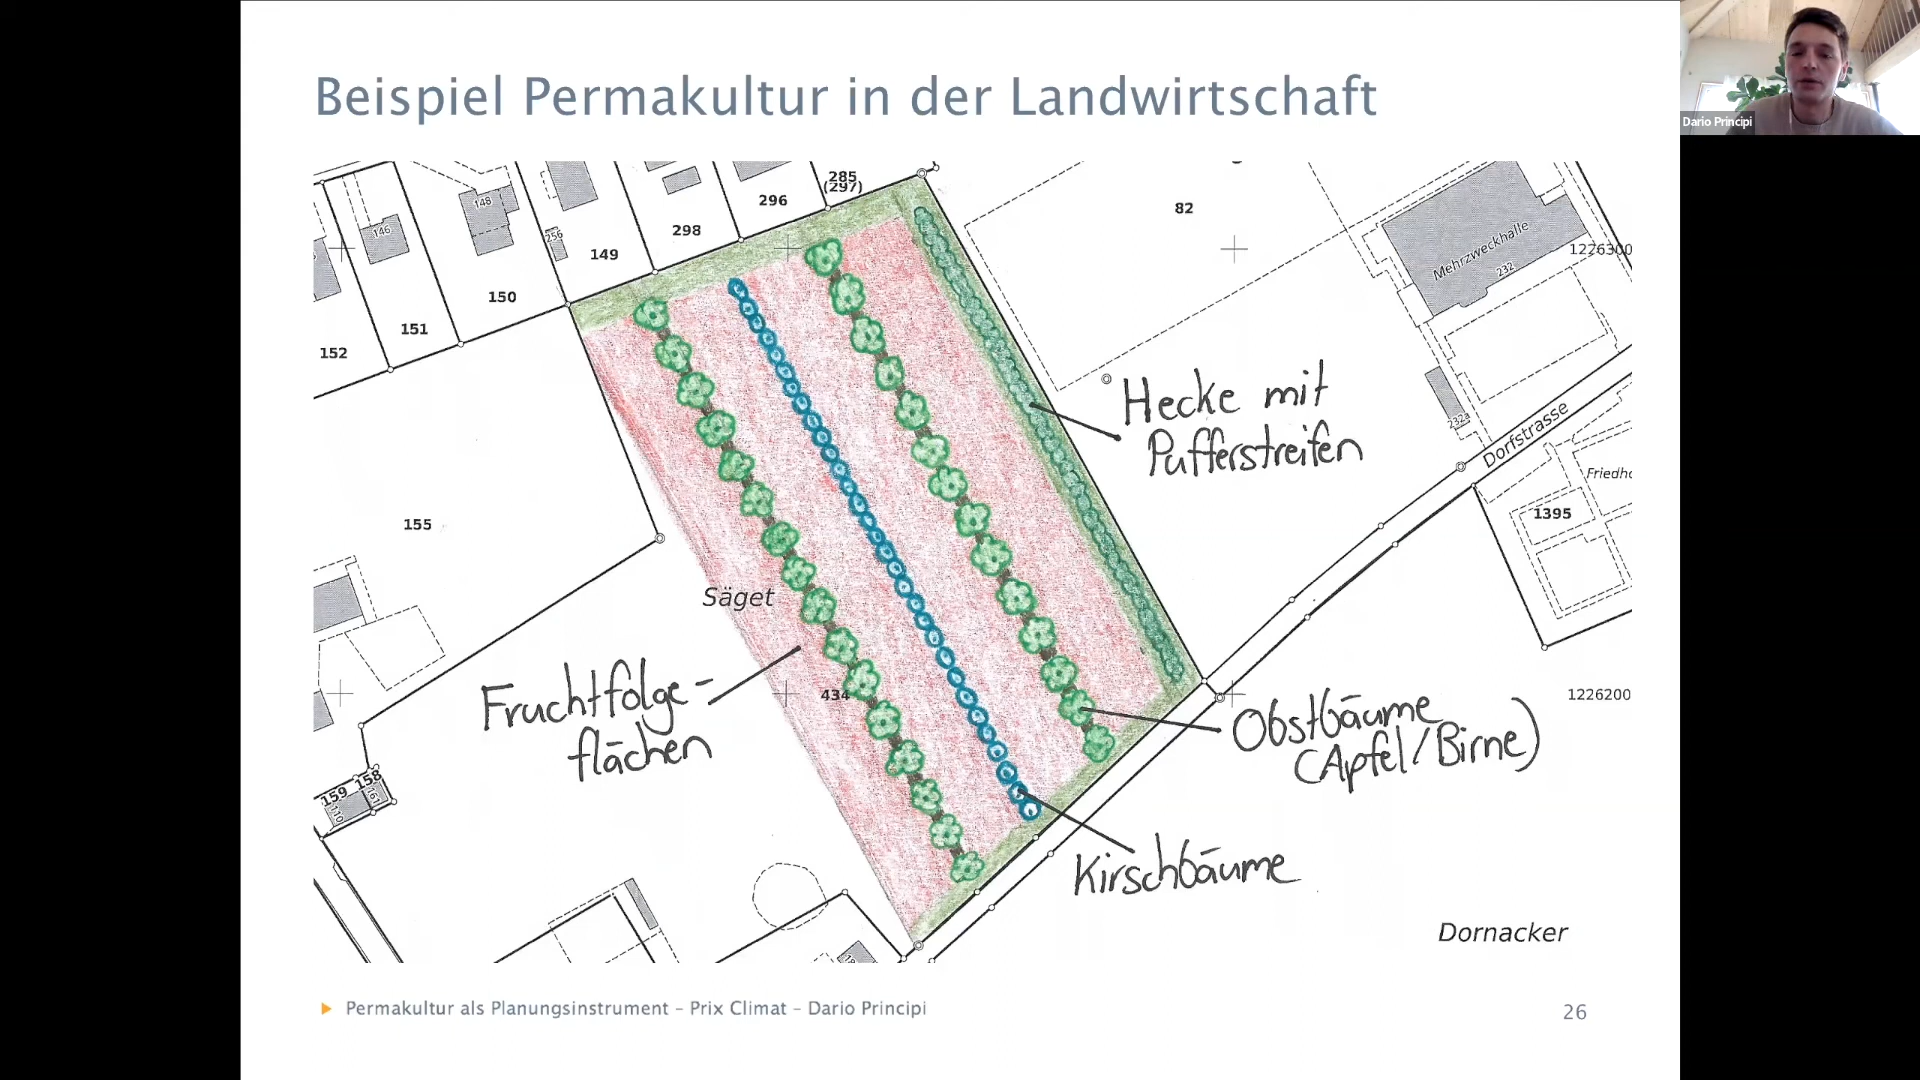 Beispiel Permakultur in der Landwirtschaft
Dario Principi
285
(297)
296
298
149
150
151
152
148
146
256
82
Mehrzweckhalle
232
1226300
232a
Dorfstrasse
1395
155
Hecke mit
Pufferstreifen
Säget
434
Fruchtfolge-
flächen
1226200
Obstbäume
(Apfel/Birne)
Kirschbäume
159
158
161
Dornacker
Permakultur als Planungsinstrument – Prix Climat – Dario Principi
26